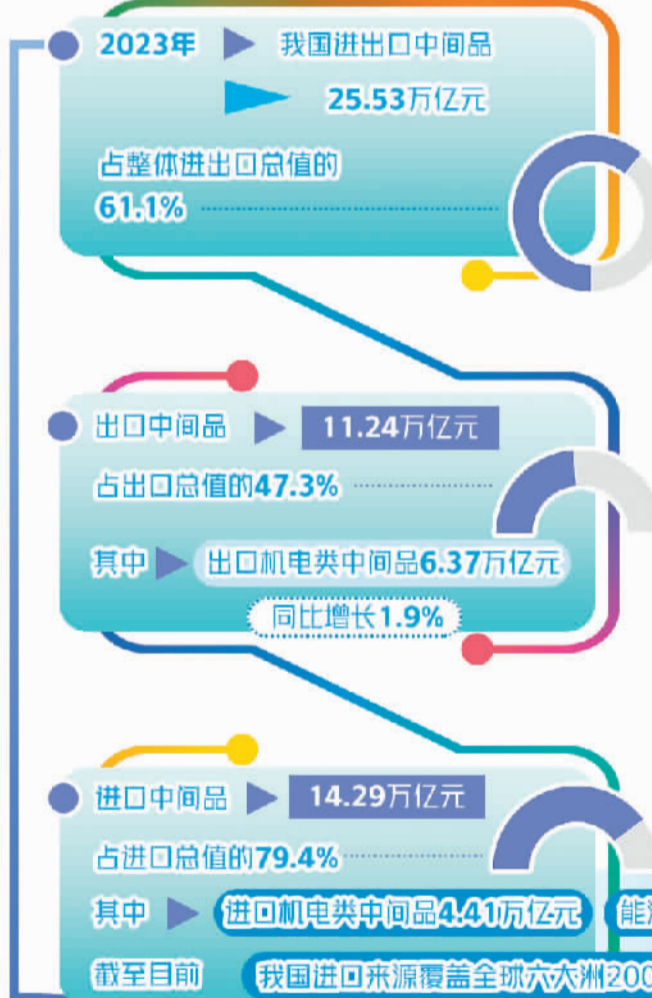 2023年 我国进出口中间品
25.53万亿元
占整体进出口总值的
61.1%
出口中间品 11.24万亿元
占出口总值的47.3%
其中 出口机电类中间品6.37万亿元
同比增长1.9%
进口中间品 14.29万亿元
占进口总值的79.4%
其中 进口机电类中间品4.41万亿元 能
截至目前 我国进口来源覆盖全球六大洲200